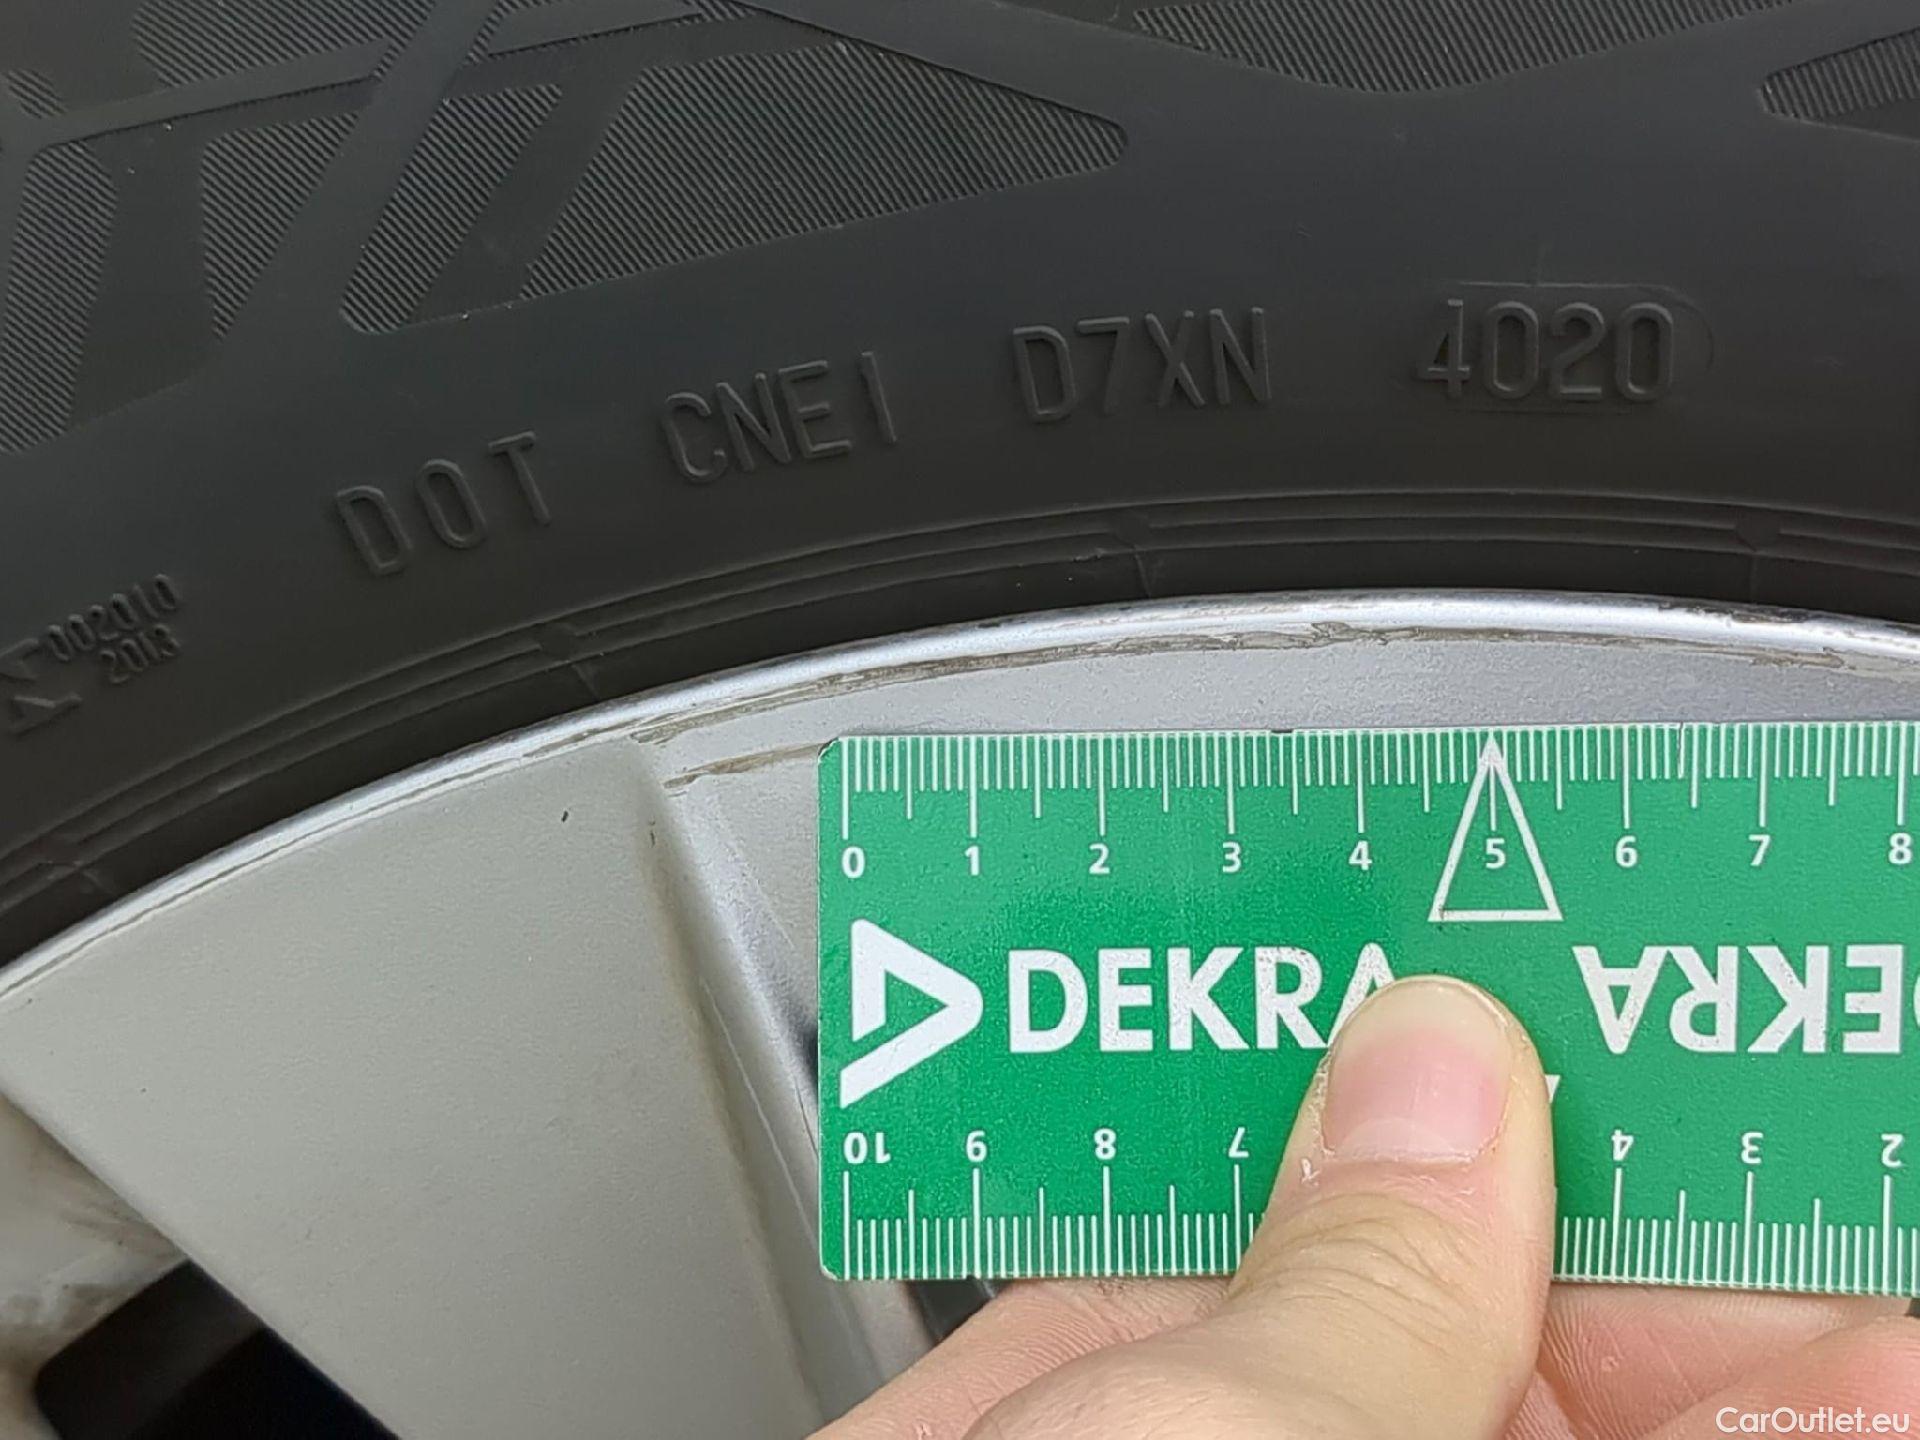 DOT CNE1 D7XN 4020
002010
2013
0 1 2 3 4 5 6 7 8
DEKRA DEKRA
10 9 8 7 4 3 2
CarOutlet.eu